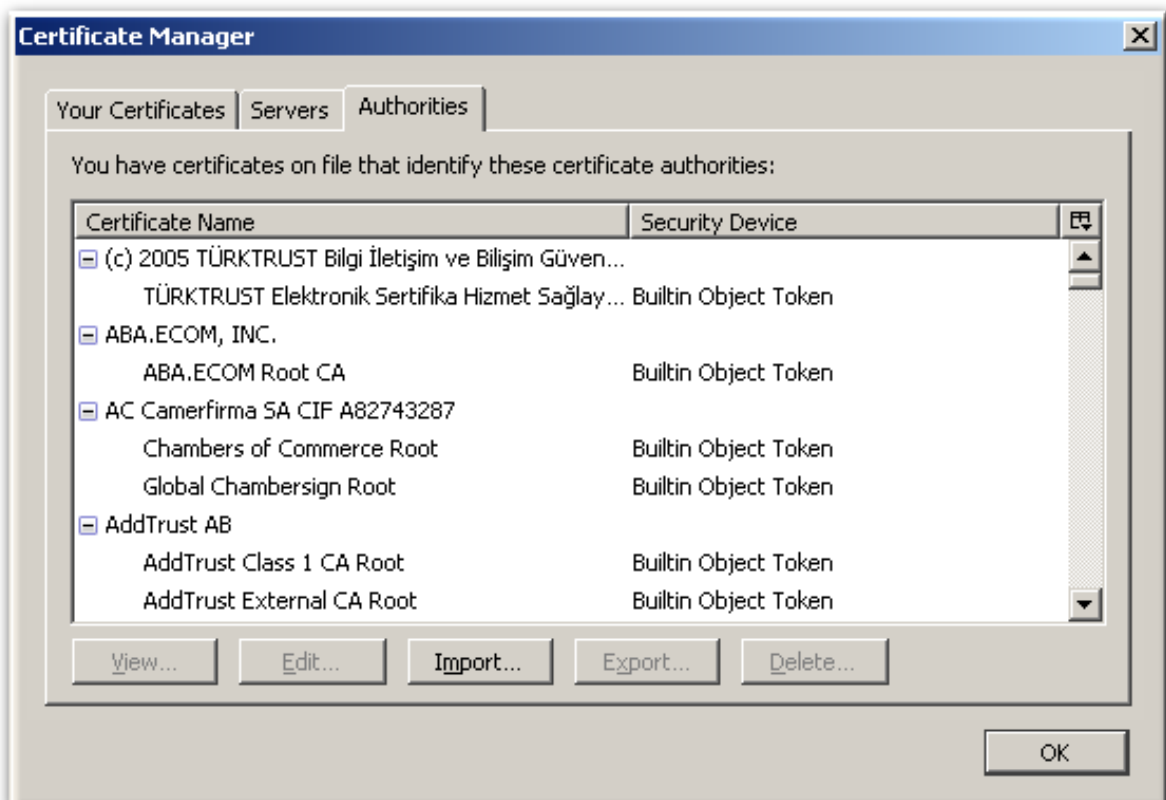 Certificate Manager
Your Certificates Servers Authorities
You have certificates on file that identify these certificate authorities:
Certificate Name Security Device
(c) 2005 TÜRKTRUST Bilgi İletişim ve Bilişim Güven...
TÜRKTRUST Elektronik Sertifika Hizmet Sağlay... Builtin Object Token
ABA.ECOM, INC.
ABA.ECOM Root CA Builtin Object Token
AC Camerfirma SA CIF A82743287
Chambers of Commerce Root Builtin Object Token
Global Chambersign Root Builtin Object Token
AddTrust AB
AddTrust Class 1 CA Root Builtin Object Token
AddTrust External CA Root Builtin Object Token
View... Edit... Import... Export... Delete...
OK